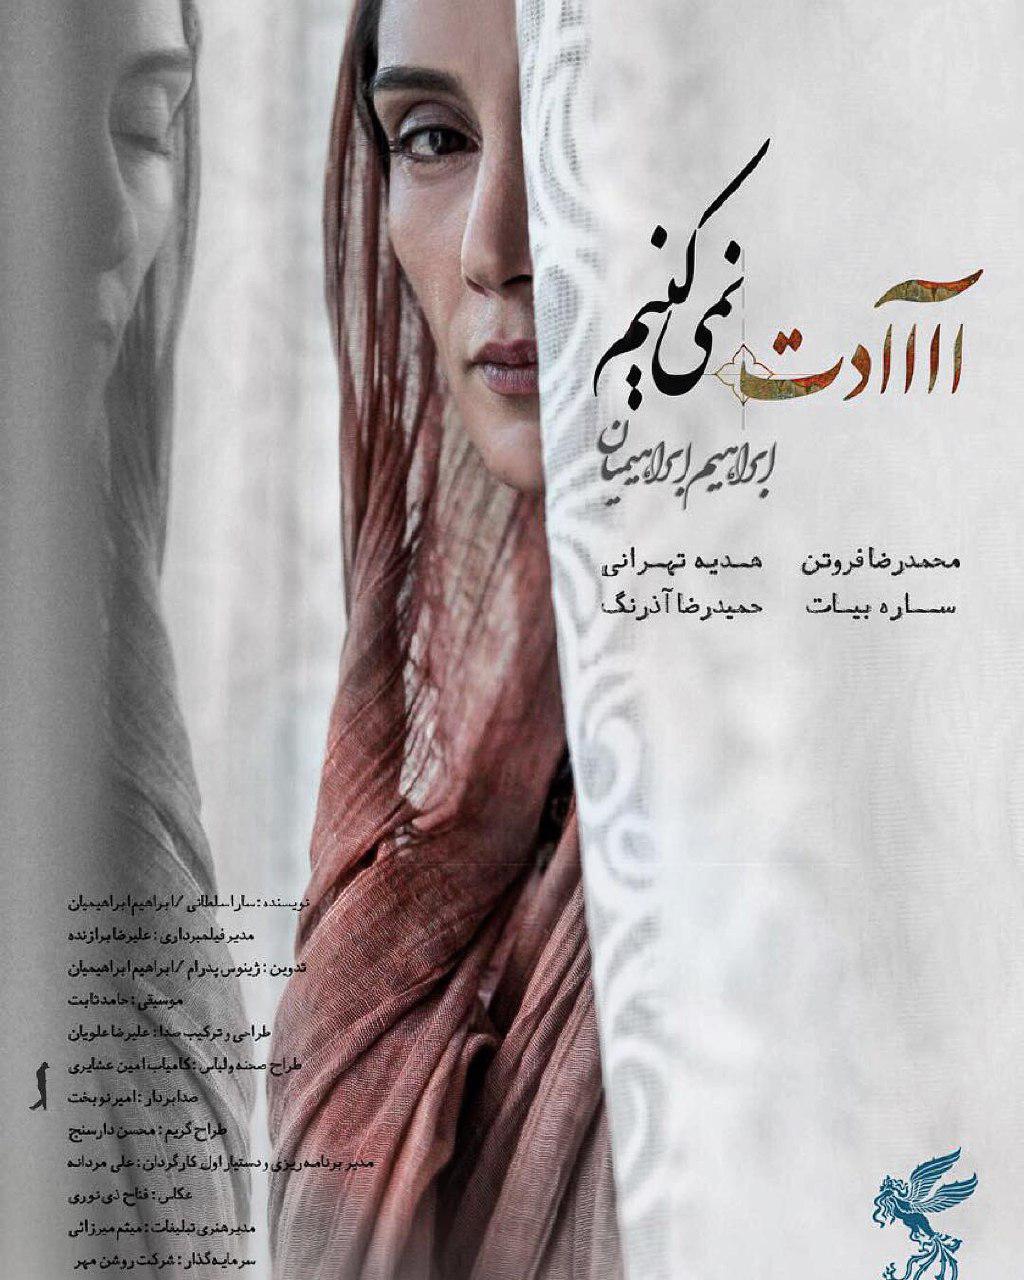 ااااآدت نمی کنیم
ابراهیم ابراهیمیان
محمدرضا فروتن هدیه تهرانی
ساره بیات حمیدرضا آذرنگ
نویسنده : سارا سلطانی / ابراهیم ابراهیمیان
مدیر فیلمبرداری : علیرضا برازنده
تدوین : ژینوس پدرام / ابراهیم ابراهیمیان
موسیقی : حامد ثابت
طراحی و ترکیب صدا : علیرضا علویان
طراح صحنه و لباس : کامیاب امین عشایری
صدابردار : امیر نوبخت
طراح گریم : محسن دارسنج
مدیر برنامه ریزی و دستیار اول کارگردان : علی مردانه
عکاس : فتاح ذی نوری
مدیر هنری تبلیغات : میثم میرزائی
سرمایه گذار : شرکت روشن مهر